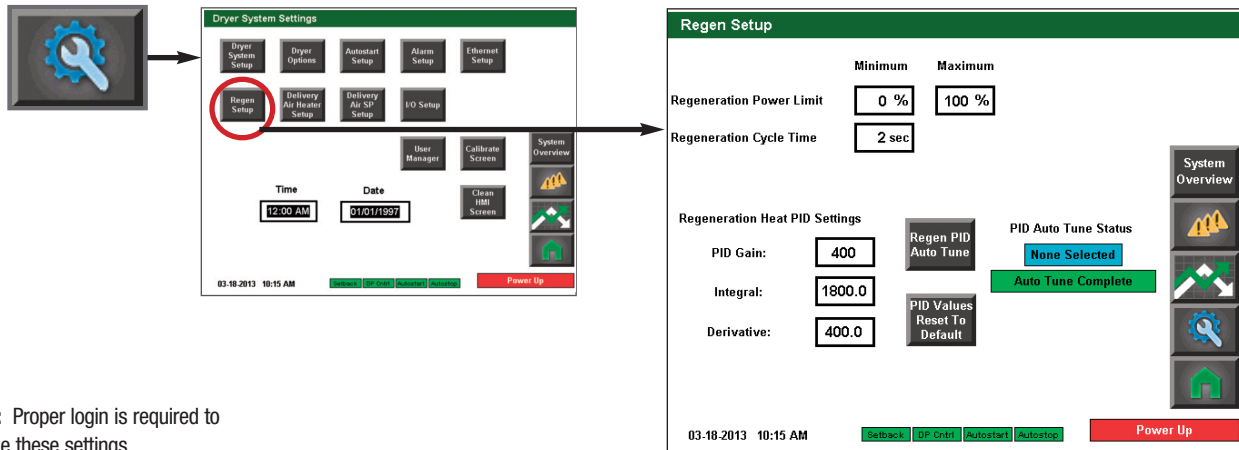 Dryer System Settings
Dryer
System
Setup
Dryer
Options
Autostart
Setup
Alarm
Setup
Ethernet
Setup
Regen
Setup
Delivery
Air Heater
Setup
Delivery
Air SP
Setup
I/O Setup
User
Manager
Calibrate
Screen
System
Overview
Time
Date
12:00 AM
01/01/1997
Clean
HMI
Screen
03-18-2013 10:15 AM
Setback
DP Cntrl
Autostart
Autostop
Power Up
Regen Setup
Minimum Maximum
Regeneration Power Limit 0 % 100 %
Regeneration Cycle Time 2 sec
System
Overview
Regeneration Heat PID Settings
PID Gain: 400
Integral: 1800.0
Derivative: 400.0
Regen PID
Auto Tune
PID Values
Reset To
Default
PID Auto Tune Status
None Selected
Auto Tune Complete
03-18-2013 10:15 AM
Setback
DP Cntrl
Autostart
Autostop
Power Up
: Proper login is required to
e these settings